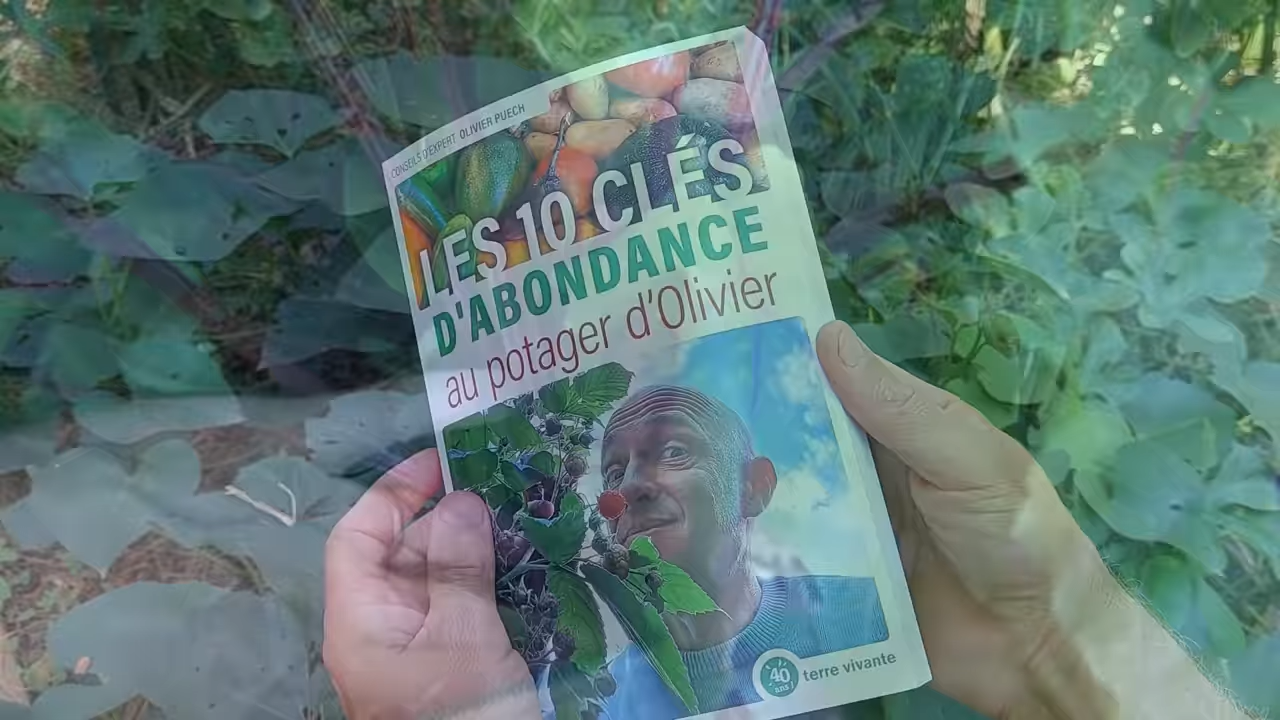 CONSEILS D'EXPERT OLIVIER PUECH
LES 10 CLÉS
D'ABONDANCE
au potager d'Olivier
40 ans
terre vivante